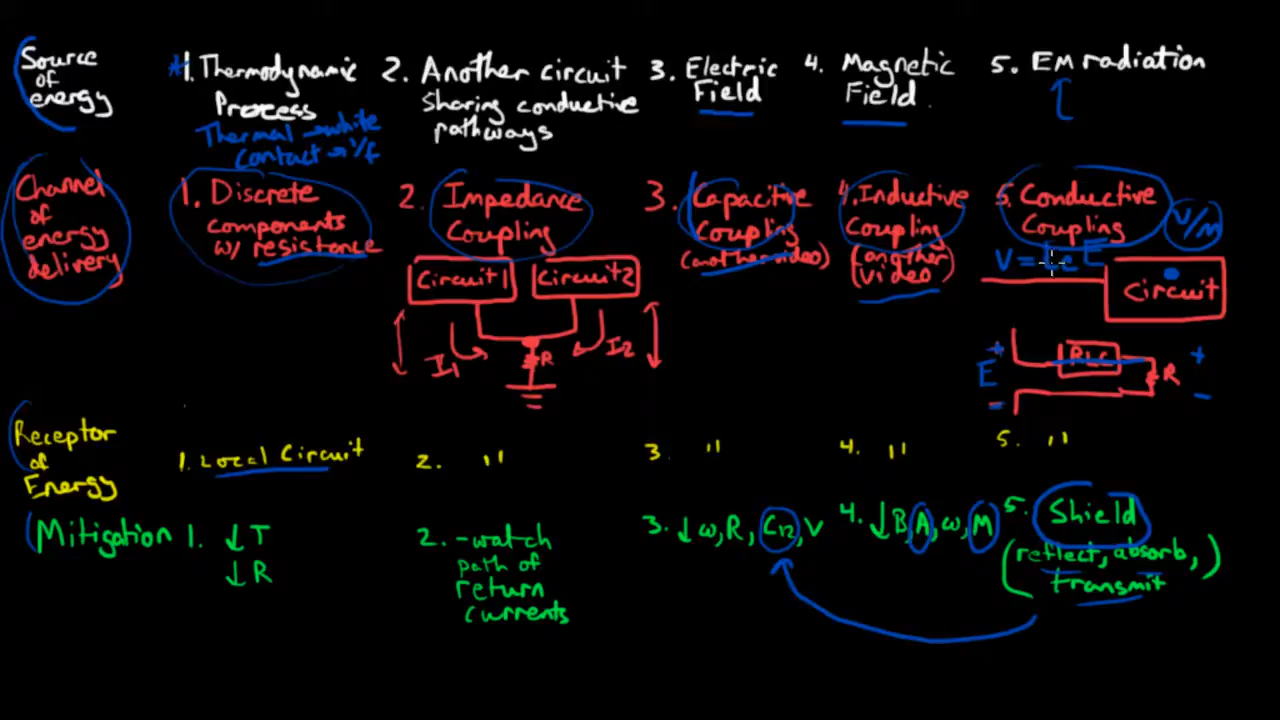 Source of energy
1. Thermodynamic Process
Thermal → white
contact → 1/f
2. Another circuit
sharing conductive
pathways
3. Electric
Field
4. Magnetic
Field
5. EM radiation
Channel of energy delivery
1. Discrete
components
w/ resistance
2. Impedance
Coupling
Circuit 1
Circuit 2
I1
R
I2
3. Capacitive
Coupling
(another video)
4. Inductive
Coupling
(another
video)
5. Conductive
Coupling
V/M
V = le E
Circuit
+
E
-
RLC
R
+
-
Receptor of Energy
1. Local Circuit
2. "
3. "
4. "
5. "
Mitigation
1. ↓ T
↓ R
2. - watch
path of
return
currents
3. ↓ ω, R, C12, V
4. ↓ B, A, ω, M
5. Shield
(reflect, absorb,
transmit)